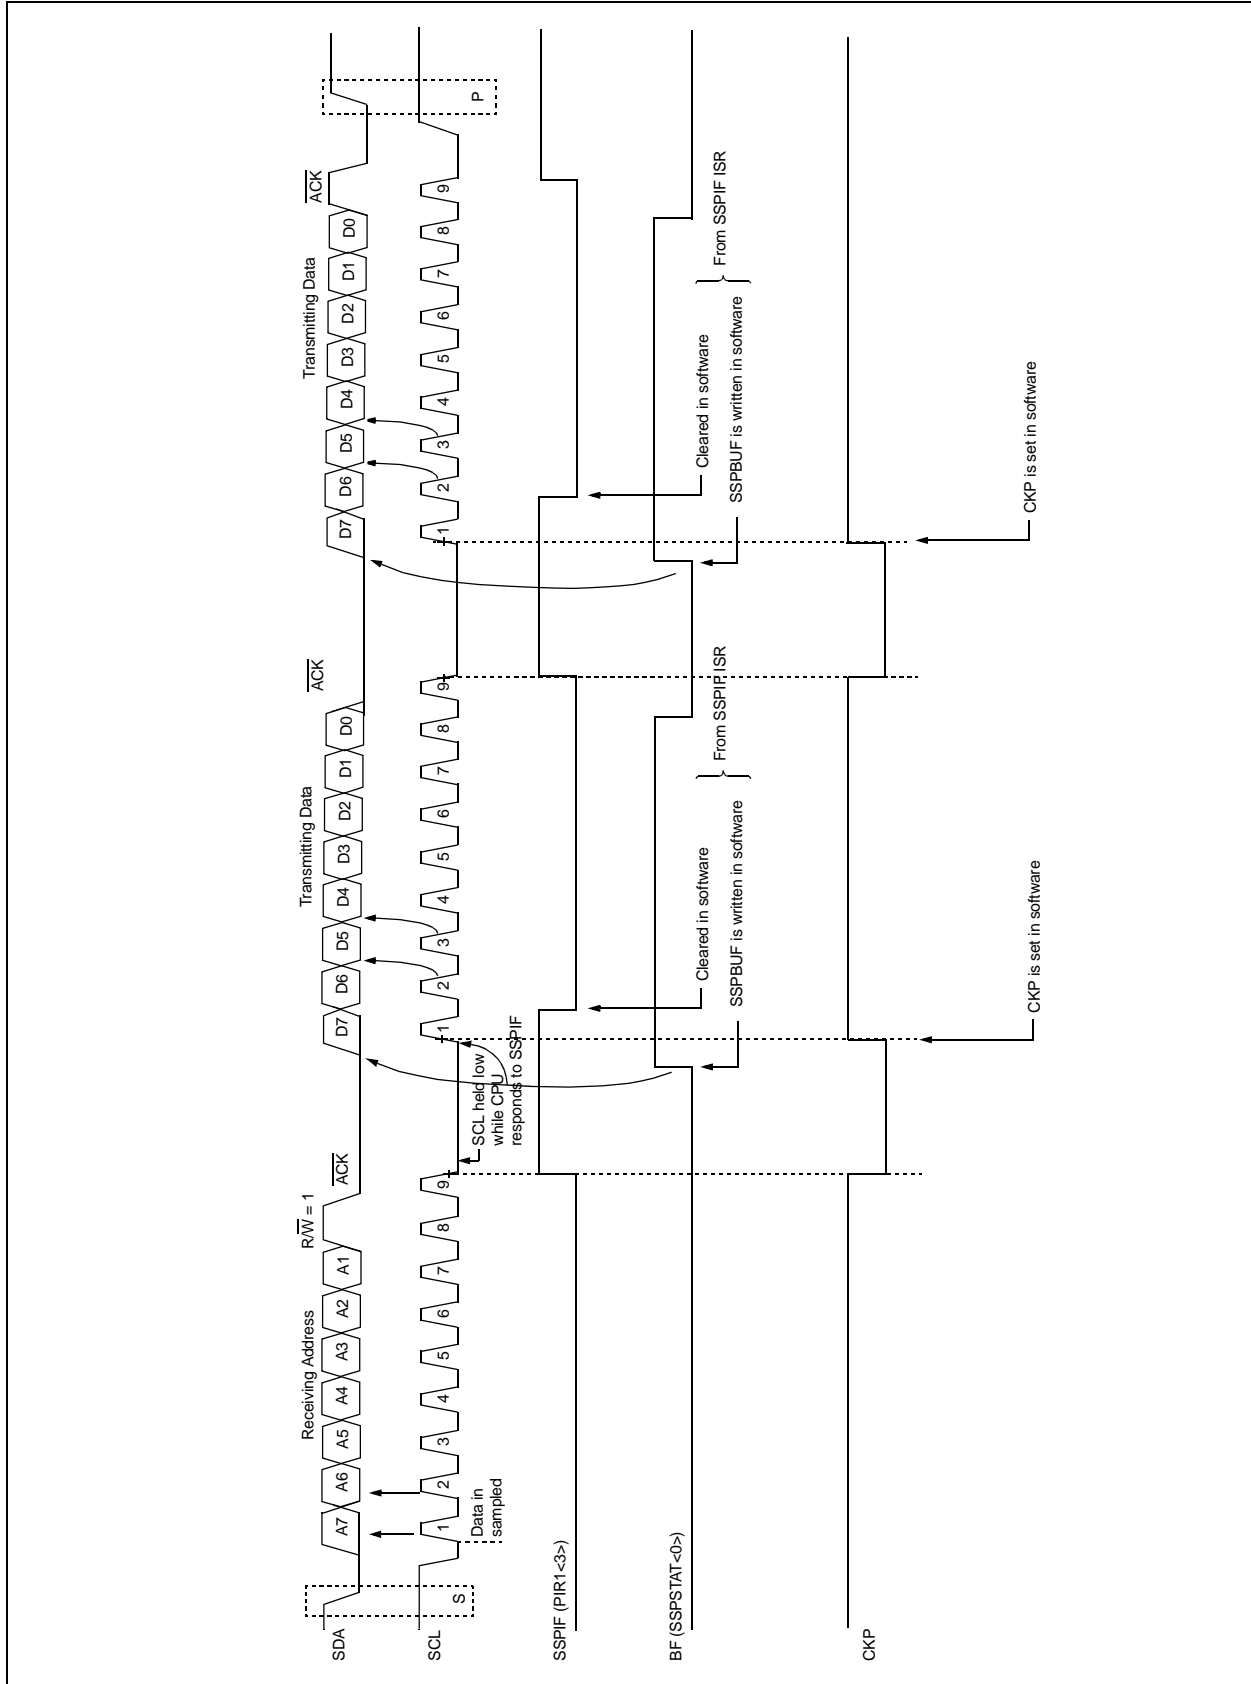 Receiving Address
R/W = 1
ACK
Transmitting Data
ACK
Transmitting Data
ACK
SDA
A7 A6 A5 A4 A3 A2 A1
D7 D6 D5 D4 D3 D2 D1 D0
D7 D6 D5 D4 D3 D2 D1 D0
SCL
1 2 3 4 5 6 7 8 9
1 2 3 4 5 6 7 8 9
1 2 3 4 5 6 7 8 9
S
P
Data in
sampled
SCL held low
while CPU
responds to SSPIF
SSPIF (PIR1<3>)
BF (SSPSTAT<0>)
Cleared in software
SSPBUF is written in software
From SSPIF ISR
Cleared in software
SSPBUF is written in software
From SSPIF ISR
CKP
CKP is set in software
CKP is set in software